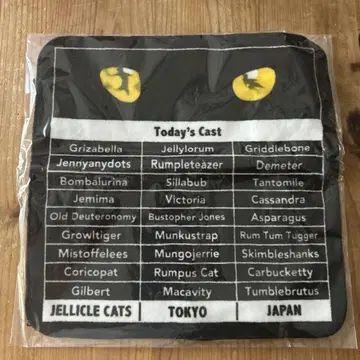 Today's Cast
Grizabella Jellylorum Griddlebone
Jennyanydots Rumpleteazer Demeter
Bombalurina Sillabub Tantomile
Jemima Victoria Cassandra
Old Deuteronomy Bustopher Jones Asparagus
Growltiger Munkustrap Rum Tum Tugger
Mistoffelees Mungojerrie Skimbleshanks
Coricopat Rumpus Cat Carbucketty
Gilbert Macavity Tumblebrutus
JELLICLE CATS TOKYO JAPAN